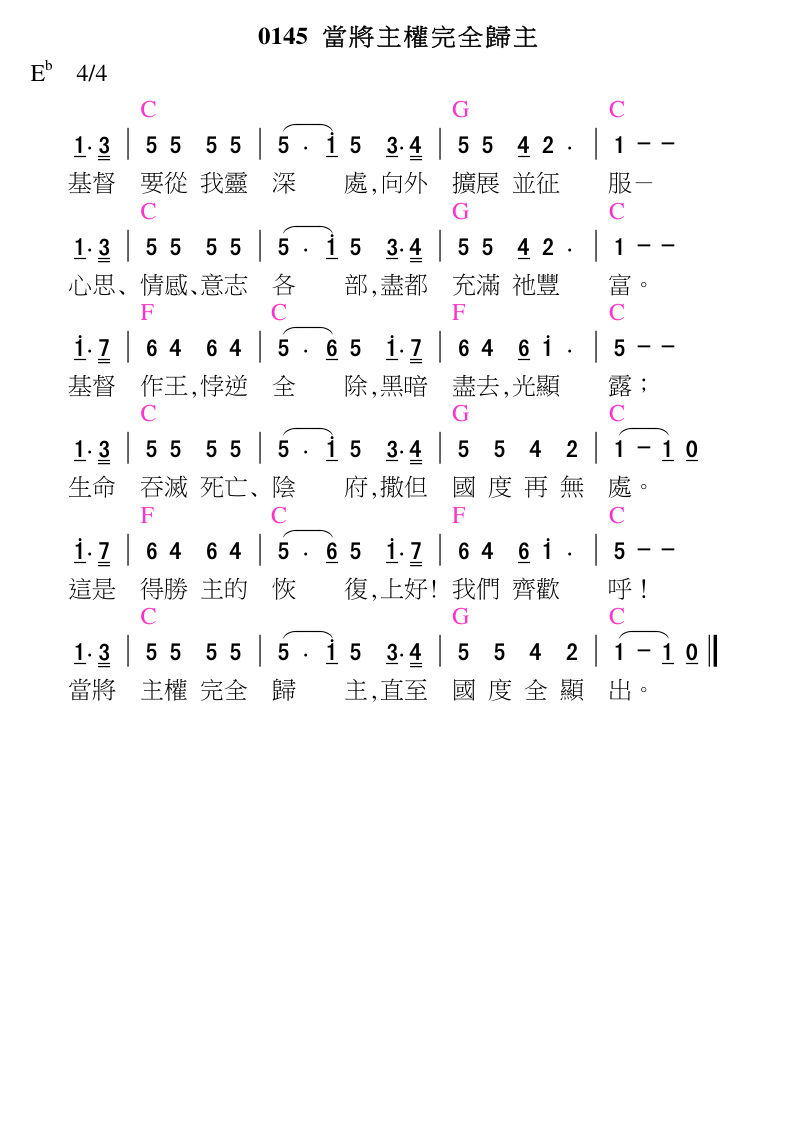 0145 當將主權完全歸主
E♭ 4/4
C G C
1· 3 | 5 5 5 5 | 5 · i 5 3· 4 | 5 5 4 2 · | 1 - -
基督 要從 我靈 深 處,向外 擴展 並征 服—
C G C
1· 3 | 5 5 5 5 | 5 · i 5 3· 4 | 5 5 4 2 · | 1 - -
心思、情感、意志 各 部,盡都 充滿 祂豐 富。
F C F C
i· 7 | 6 4 6 4 | 5 · 6 5 i· 7 | 6 4 6 i · | 5 - -
基督 作王,悖逆 全 除,黑暗 盡去,光顯 露;
C G C
1· 3 | 5 5 5 5 | 5 · i 5 3· 4 | 5 5 4 2 | 1 - 1 0
生命 吞滅 死亡、陰 府,撒但 國 度 再 無 處。
F C F C
i· 7 | 6 4 6 4 | 5 · 6 5 i· 7 | 6 4 6 i · | 5 - -
這是 得勝 主的 恢 復,上好! 我們 齊歡 呼!
C G C
1· 3 | 5 5 5 5 | 5 · i 5 3· 4 | 5 5 4 2 | 1 - 1 0 ‖
當將 主權 完全 歸 主,直至 國 度 全 顯 出。